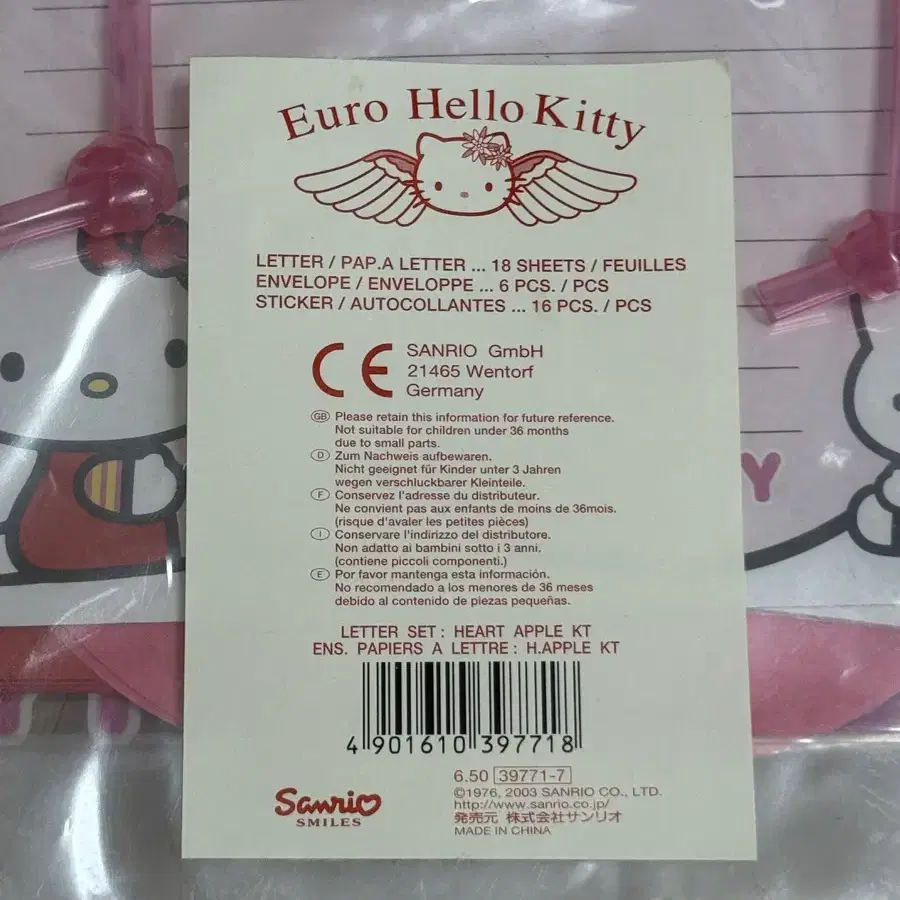 Euro Hello Kitty
LETTER / PAP.A LETTER ... 18 SHEETS / FEUILLES
ENVELOPE / ENVELOPPE ... 6 PCS. / PCS
STICKER / AUTOCOLLANTES ... 16 PCS. / PCS
CE
SANRIO GmbH
21465 Wentorf
Germany
GB Please retain this information for future reference.
Not suitable for children under 36 months
due to small parts.
D Zum Nachweis aufbewaren.
Nicht geeignet für Kinder unter 3 Jahren
wegen verschluckbarer Kleinteile.
F Conservez l'adresse du distributeur.
Ne convient pas aux enfants de moins de 36mois.
(risque d'avaler les petites pièces)
I Conservare l'indirizzo del distributore.
Non adatto ai bambini sotto i 3 anni.
(contiene piccoli componenti.)
E Por favor mantenga esta información.
No recomendado a los menores de 36 meses
debido al contenido de piezas pequeñas.
LETTER SET : HEART APPLE KT
ENS. PAPIERS A LETTRE : H.APPLE KT
4 901610 397718
6.50 39771-7
©1976, 2003 SANRIO CO., LTD.
http://www.sanrio.co.jp/
発売元 株式会社サンリオ
MADE IN CHINA
Sanrio
SMILES
Y